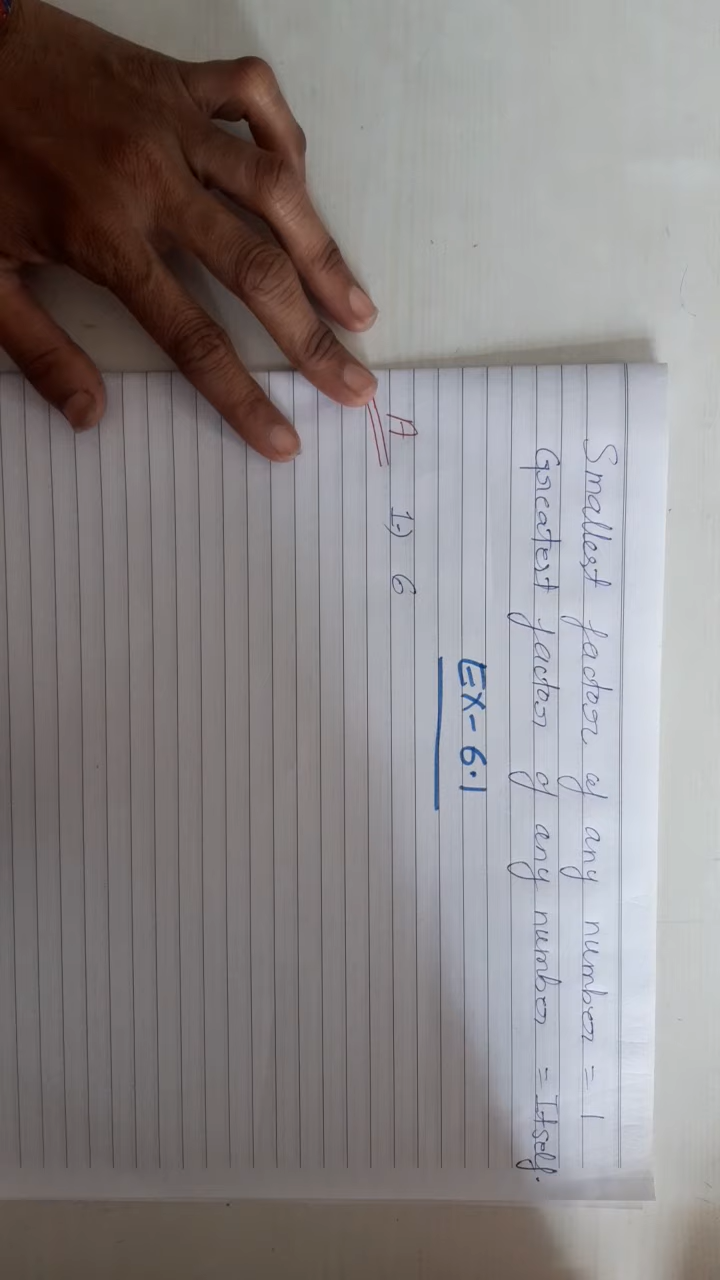 Smallest factor of any number = 1
Greatest factor of any number = Itself.
Ex- 6.1
A 1.) 6